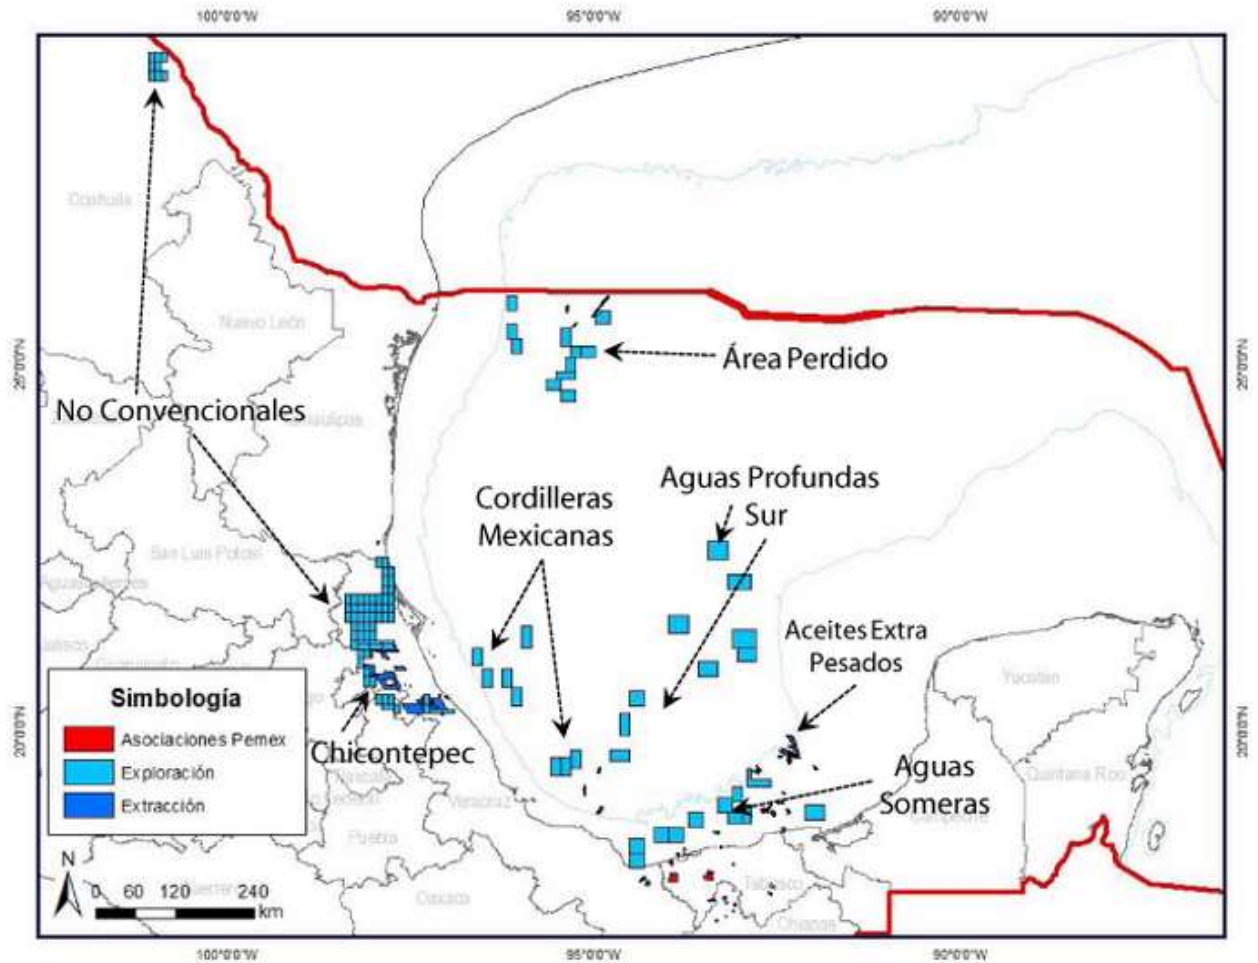 100°0'0"W
95°0'0"W
90°0'0"W
Coahuila
Nuevo León
25°0'0"N
25°0'0"N
Área Perdido
No Convencionales
Aguas Profundas
Sur
Cordilleras
Mexicanas
San Luis Potosí
Aceites Extra
Pesados
Yucatán
Simbología
Asociaciones Pemex
Exploración
Extracción
20°0'0"N
20°0'0"N
Chicontepec
Aguas
Someras
Quintana Roo
Veracruz
Puebla
Tabasco
Oaxaca
Chiapas
N
0 60 120 240
km
100°0'0"W
95°0'0"W
90°0'0"W